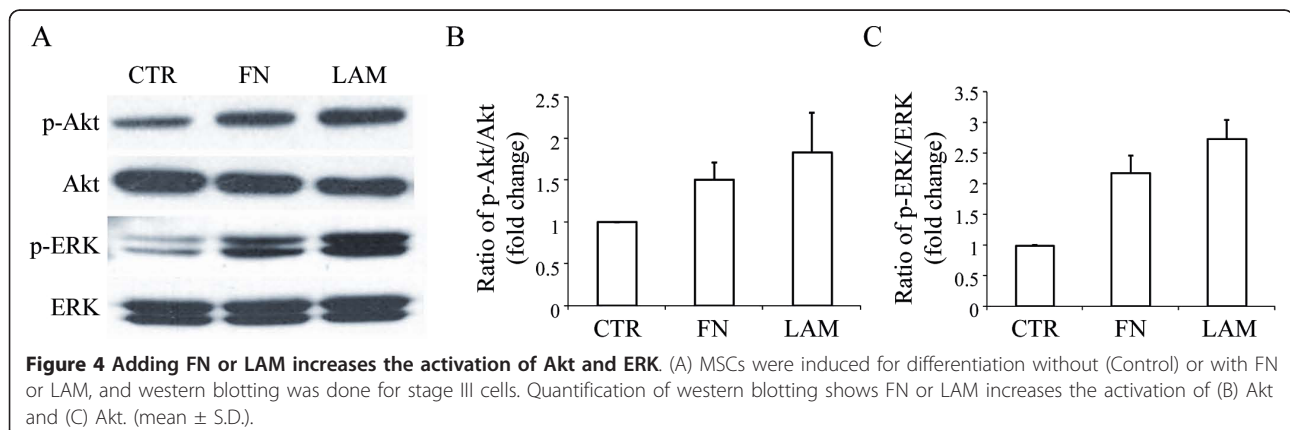 A
CTR FN LAM
p-Akt
Akt
p-ERK
ERK
B
Ratio of p-Akt/Akt
(fold change)
2.5
2
1.5
1
0.5
0
CTR FN LAM
C
Ratio of p-ERK/ERK
(fold change)
3.5
3
2.5
2
1.5
1
0.5
0
CTR FN LAM
Figure 4 Adding FN or LAM increases the activation of Akt and ERK. (A) MSCs were induced for differentiation without (Control) or with FN
or LAM, and western blotting was done for stage III cells. Quantification of western blotting shows FN or LAM increases the activation of (B) Akt
and (C) Akt. (mean ± S.D.).